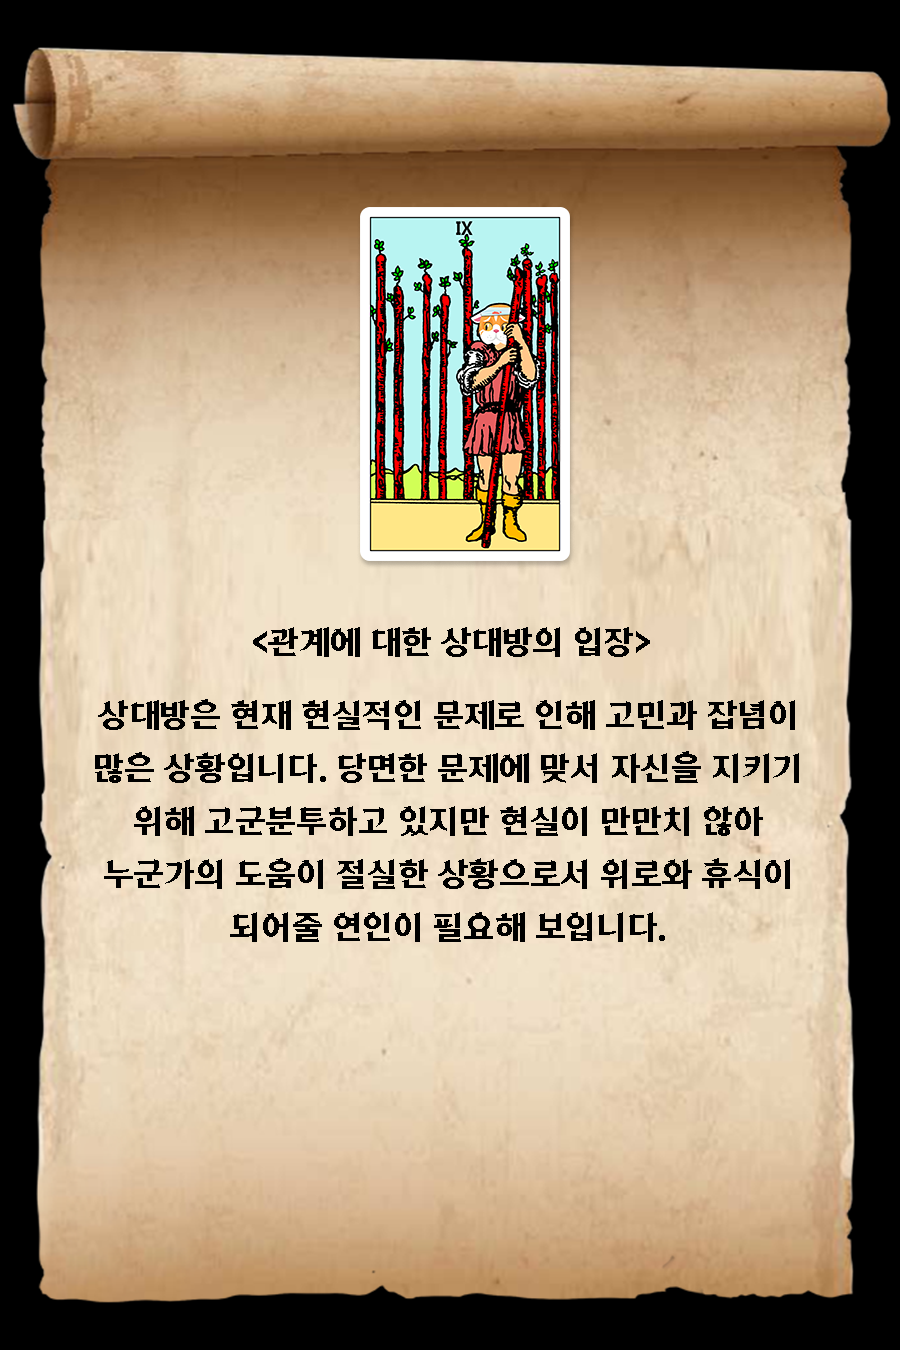 IX
<관계에 대한 상대방의 입장>
상대방은 현재 현실적인 문제로 인해 고민과 잡념이
많은 상황입니다. 당면한 문제에 맞서 자신을 지키기
위해 고군분투하고 있지만 현실이 만만치 않아
누군가의 도움이 절실한 상황으로서 위로와 휴식이
되어줄 연인이 필요해 보입니다.